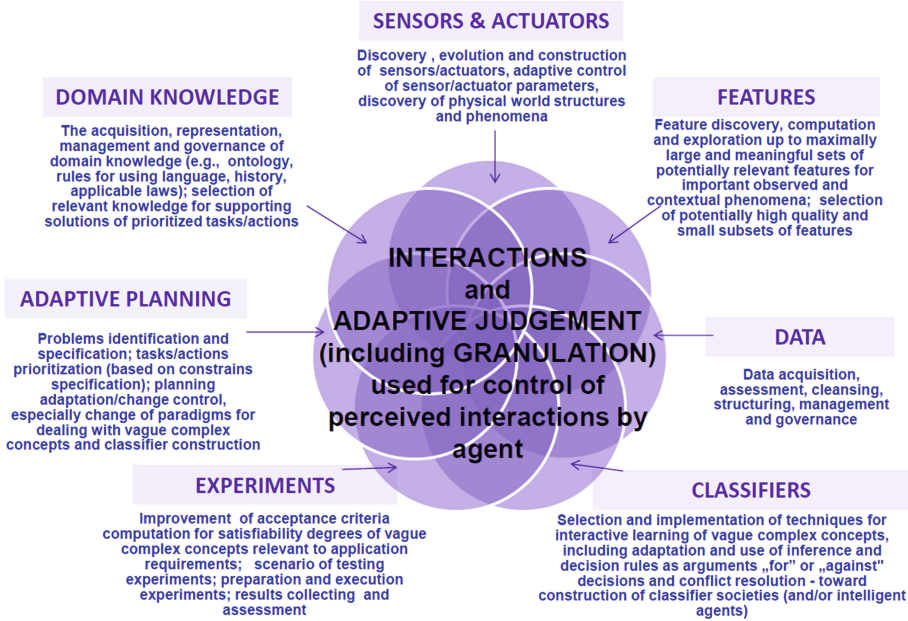 SENSORS & ACTUATORS
Discovery , evolution and construction
of sensors/actuators, adaptive control
of sensor/actuator parameters,
discovery of physical world structures
and phenomena
DOMAIN KNOWLEDGE
The acquisition, representation,
management and governance of
domain knowledge (e.g., ontology,
rules for using language, history,
applicable laws); selection of
relevant knowledge for supporting
solutions of prioritized tasks/actions
FEATURES
Feature discovery, computation
and exploration up to maximally
large and meaningful sets of
potentially relevant features for
important observed and
contextual phenomena; selection
of potentially high quality and
small subsets of features
INTERACTIONS
and
ADAPTIVE JUDGEMENT
(including GRANULATION)
used for control of
perceived interactions by
agent
ADAPTIVE PLANNING
Problems identification and
specification; tasks/actions
prioritization (based on constrains
specification); planning
adaptation/change control,
especially change of paradigms for
dealing with vague complex
concepts and classifier construction
DATA
Data acquisition,
assessment, cleansing,
structuring, management
and governance
EXPERIMENTS
Improvement of acceptance criteria
computation for satisfiability degrees of vague
complex concepts relevant to application
requirements; scenario of testing
experiments; preparation and execution
experiments; results collecting and
assessment
CLASSIFIERS
Selection and implementation of techniques for
interactive learning of vague complex concepts,
including adaptation and use of inference and
decision rules as arguments „for” or „against"
decisions and conflict resolution - toward
construction of classifier societies (and/or intelligent
agents)